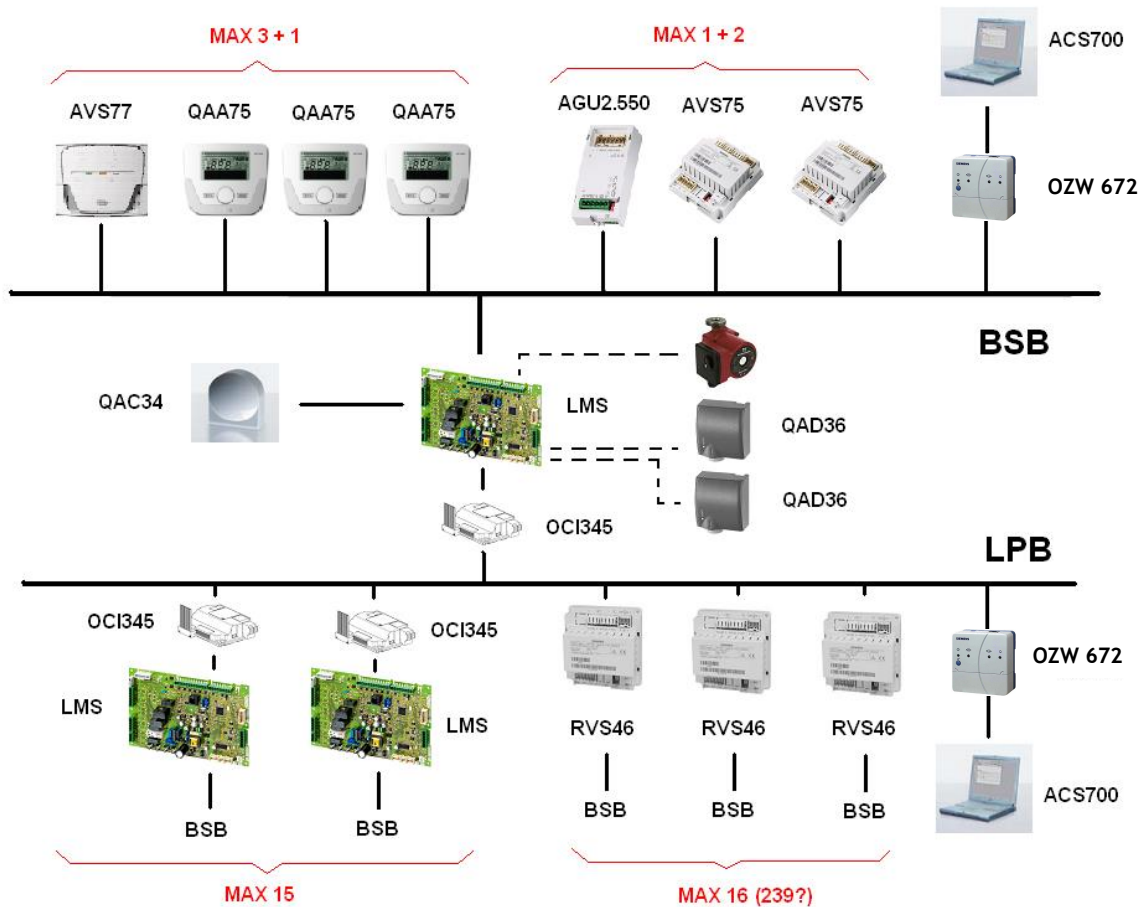 MAX 3 + 1
MAX 1 + 2
ACS700
AVS77
QAA75
QAA75
QAA75
AGU2.550
AVS75
AVS75
OZW 672
BSB
QAC34
LMS
QAD36
QAD36
OCI345
LPB
OCI345
OCI345
OZW 672
LMS
LMS
RVS46
RVS46
RVS46
ACS700
BSB
BSB
BSB
BSB
BSB
MAX 15
MAX 16 (239?)